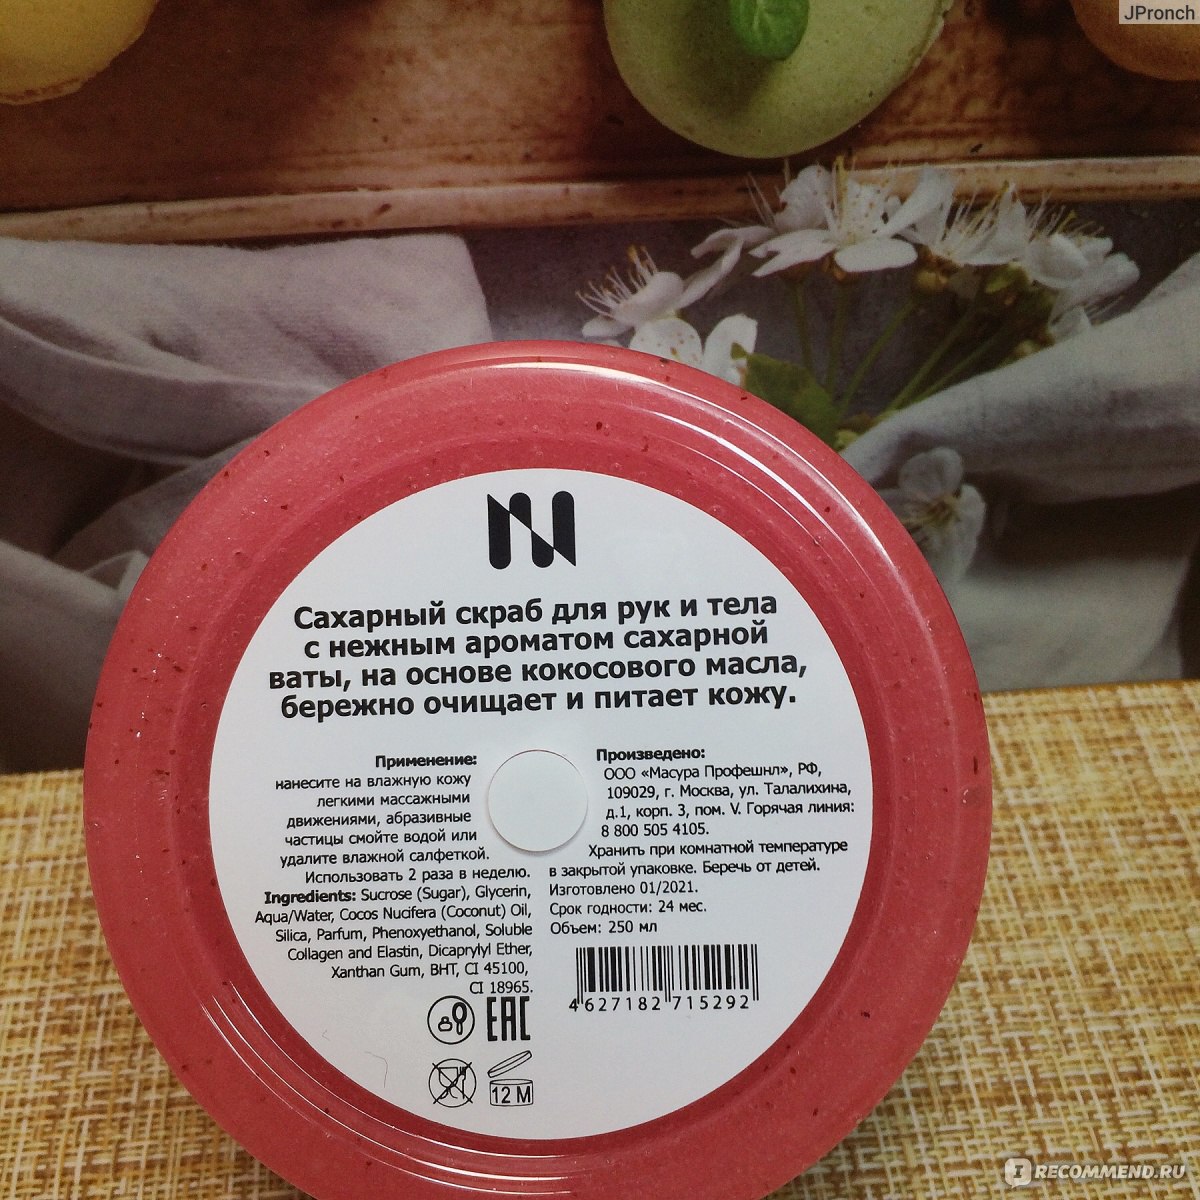 JPronch
Сахарный скраб для рук и тела
с нежным ароматом сахарной
ваты, на основе кокосового масла,
бережно очищает и питает кожу.
Применение:
нанесите на влажную кожу
легкими массажными
движениями, абразивные
частицы смойте водой или
удалите влажной салфеткой.
Использовать 2 раза в неделю.
Ingredients: Sucrose (Sugar), Glycerin,
Aqua/Water, Cocos Nucifera (Coconut) Oil,
Silica, Parfum, Phenoxyethanol, Soluble
Collagen and Elastin, Dicaprylyl Ether,
Xanthan Gum, BHT, CI 45100,
CI 18965.
Произведено:
ООО «Масура Профешнл», РФ,
109029, г. Москва, ул. Талалихина,
д.1, корп. 3, пом. V. Горячая линия:
8 800 505 4105.
Хранить при комнатной температуре
в закрытой упаковке. Беречь от детей.
Изготовлено 01/2021.
Срок годности: 24 мес.
Объем: 250 мл
4 627182 715292
EAC
12 M
RECOMMEND.RU